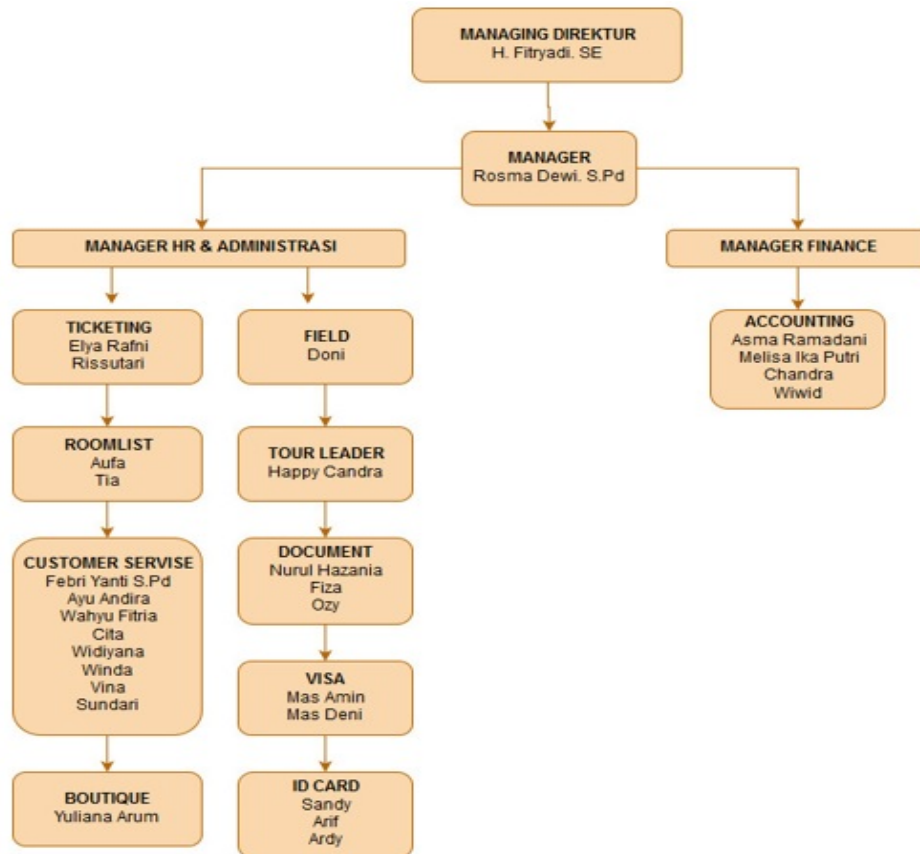 MANAGING DIREKTUR
H. Fitryadi. SE
MANAGER
Rosma Dewi. S.Pd
MANAGER HR & ADMINISTRASI
MANAGER FINANCE
TICKETING
Elya Rafni
Rissutari
FIELD
Doni
ACCOUNTING
Asma Ramadani
Melisa Ika Putri
Chandra
Wiwid
ROOMLIST
Aufa
Tia
TOUR LEADER
Happy Candra
CUSTOMER SERVISE
Febri Yanti S.Pd
Ayu Andira
Wahyu Fitria
Cita
Widiyana
Winda
Vina
Sundari
DOCUMENT
Nurul Hazania
Fiza
Ozy
VISA
Mas Amin
Mas Deni
BOUTIQUE
Yuliana Arum
ID CARD
Sandy
Arif
Ardy